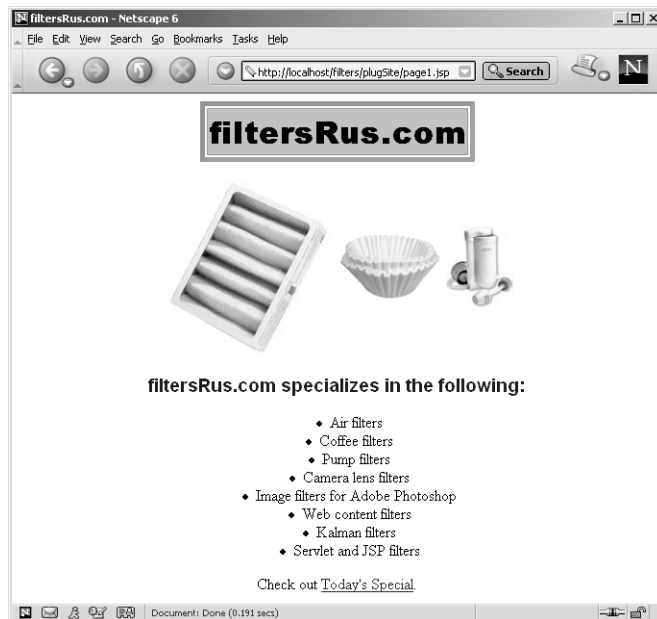 filtersRus.com - Netscape 6
File Edit View Search Go Bookmarks Tasks Help
http://localhost/filters/plugSite/page1.jsp Search N
filtersRus.com
filtersRus.com specializes in the following:
• Air filters
• Coffee filters
• Pump filters
• Camera lens filters
• Image filters for Adobe Photoshop
• Web content filters
• Kalman filters
• Servlet and JSP filters
Check out Today's Special.
Document: Done (0.191 secs)